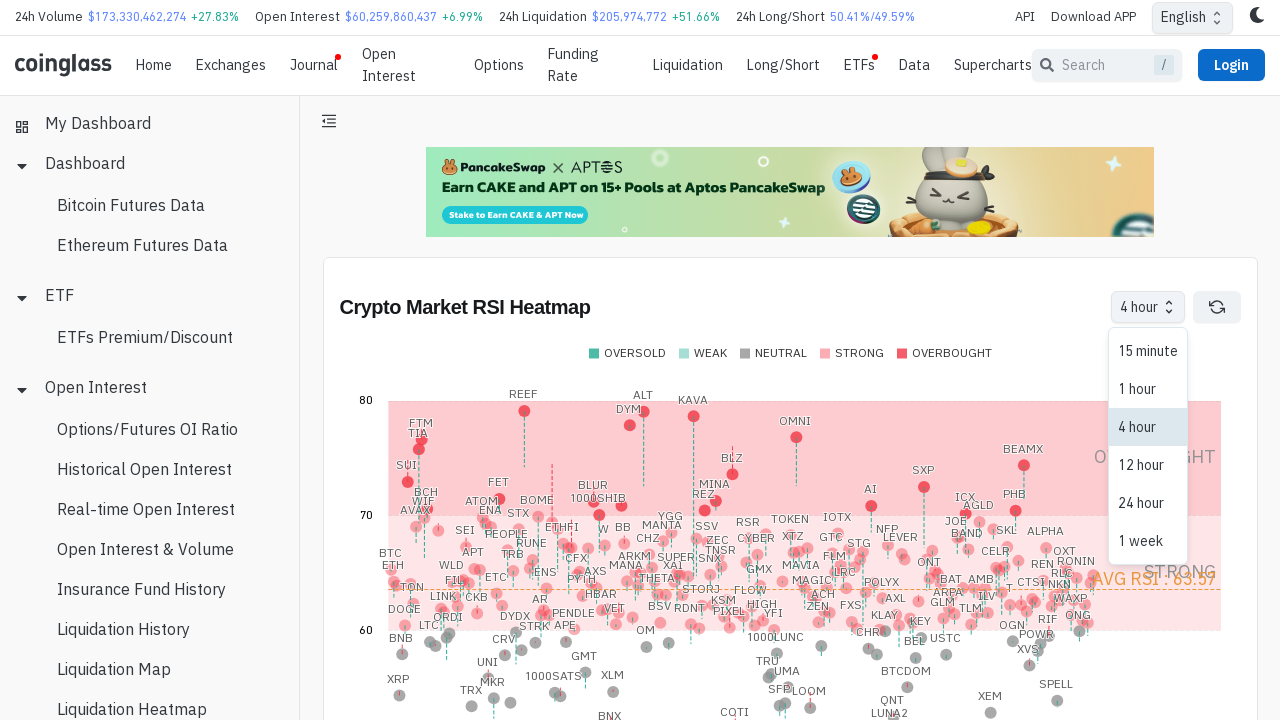 24h Volume $173,330,462,274 +27.83% Open Interest $60,259,860,437 +6.99% 24h Liquidation $205,974,772 +51.66% 24h Long/Short 50.41%/49.59% API Download APP English
coinglass Home Exchanges Journal Open Interest Options Funding Rate Liquidation Long/Short ETFs Data Supercharts Search / Login
My Dashboard
Dashboard
Bitcoin Futures Data
Ethereum Futures Data
ETF
ETFs Premium/Discount
Open Interest
Options/Futures OI Ratio
Historical Open Interest
Real-time Open Interest
Open Interest & Volume
Insurance Fund History
Liquidation History
Liquidation Map
Liquidation Heatmap
PancakeSwap X APTOS
Earn CAKE and APT on 15+ Pools at Aptos PancakeSwap
Stake to Earn CAKE & APT Now
Crypto Market RSI Heatmap
4 hour
15 minute
1 hour
4 hour
12 hour
24 hour
1 week
OVERSOLD WEAK NEUTRAL STRONG OVERBOUGHT
80
REEF ALT KAVA
DYM
FTM OMNI
TIA
BEAMX
SUI BLZ SXP
FET BLUR MINA AI
BCH 1000SHIB REZ PHB
WIF ATOM BOME ICX
AVAX ENA STX AGLD
70
YGG RSR TOKEN IOTX JOE
SEI PEOPLE ETHFI W BB MANTA SSV NFP BAND SKL ALPHA
RUNE CHZ ZEC CYBER XTZ GTC STG LEVER
BTC APT TRB ARKM SUPER TNSR FLM CELR OXT
ETH WLD CFX MANA XAI SNX GMX MAVIA LRC ONT REN RONIN
STRONG
FIL ETC ENS AXS PYTH THETA MAGIC POLYX BAT AMB CTSI RLC
AVG RSI : 63.57
TON LINK CKB AR HBAR STORJ FLOW ACH AXL ARPA ILV T NKN
DOGE ORDI DYDX PENDLE VET BSV RDNT KSM PIXEL HIGH YFI ZEN FXS KLAY GLM TLM WAXP
LTC STRK APE KEY OGN RIF ONG
60
BNB CRV OM 1000LUNC CHR BEL USTC POWR
UNI GMT TRU XVS
XRP MKR 1000SATS XLM UMA BTCDOM SPELL
TRX SFP LOOM QNT XEM
BNX COTI LUNA2